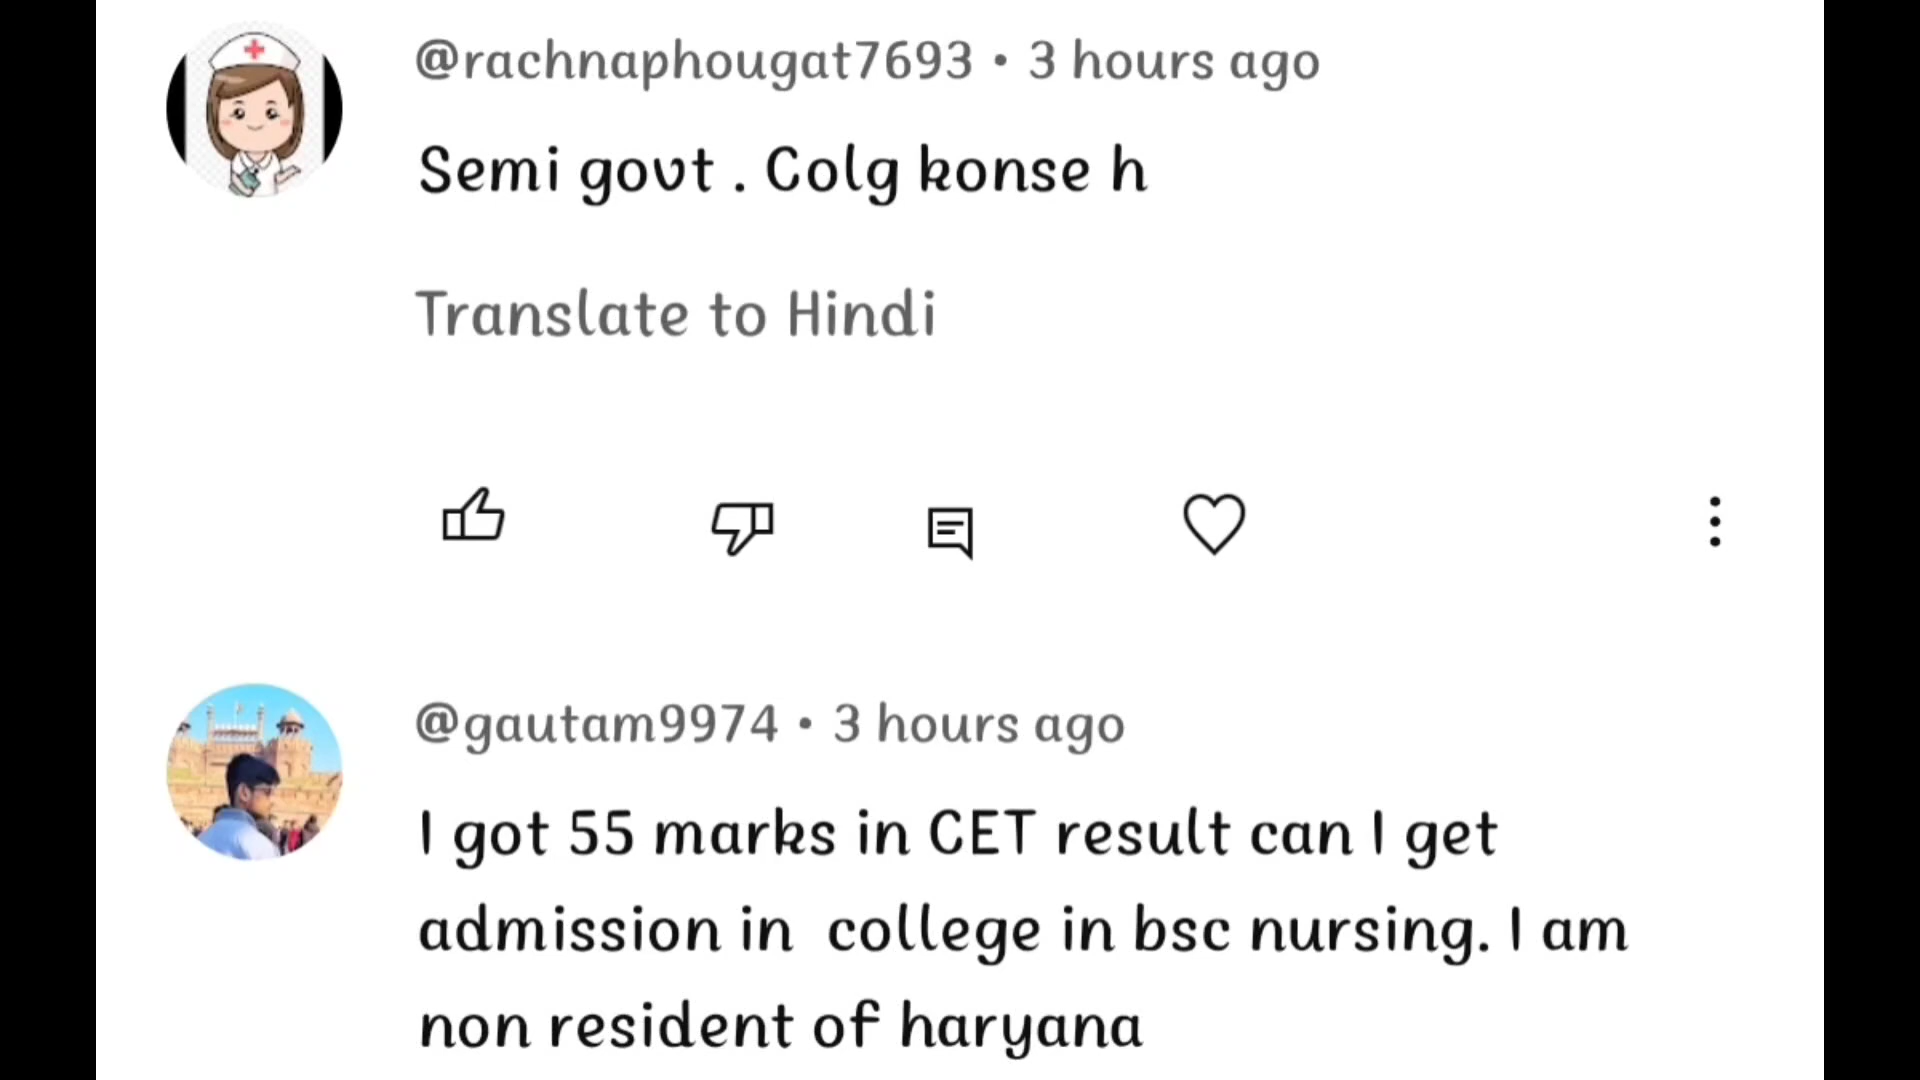 @rachnaphougat7693 • 3 hours ago
Semi govt . Colg konse h
Translate to Hindi
@gautam9974 • 3 hours ago
I got 55 marks in CET result can I get
admission in  college in bsc nursing. I am
non resident of haryana